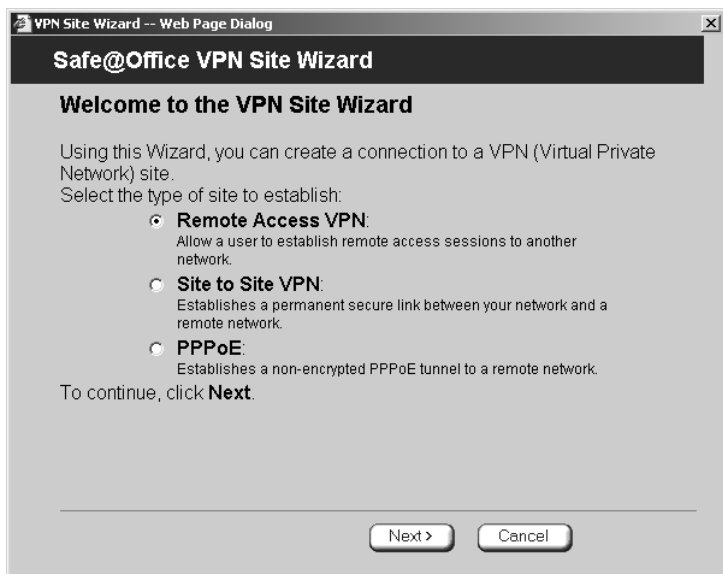 VPN Site Wizard -- Web Page Dialog
Safe@Office VPN Site Wizard
Welcome to the VPN Site Wizard
Using this Wizard, you can create a connection to a VPN (Virtual Private
Network) site.
Select the type of site to establish:
Remote Access VPN:
Allow a user to establish remote access sessions to another
network.
Site to Site VPN:
Establishes a permanent secure link between your network and a
remote network.
PPPoE:
Establishes a non-encrypted PPPoE tunnel to a remote network.
To continue, click Next.
Next >
Cancel